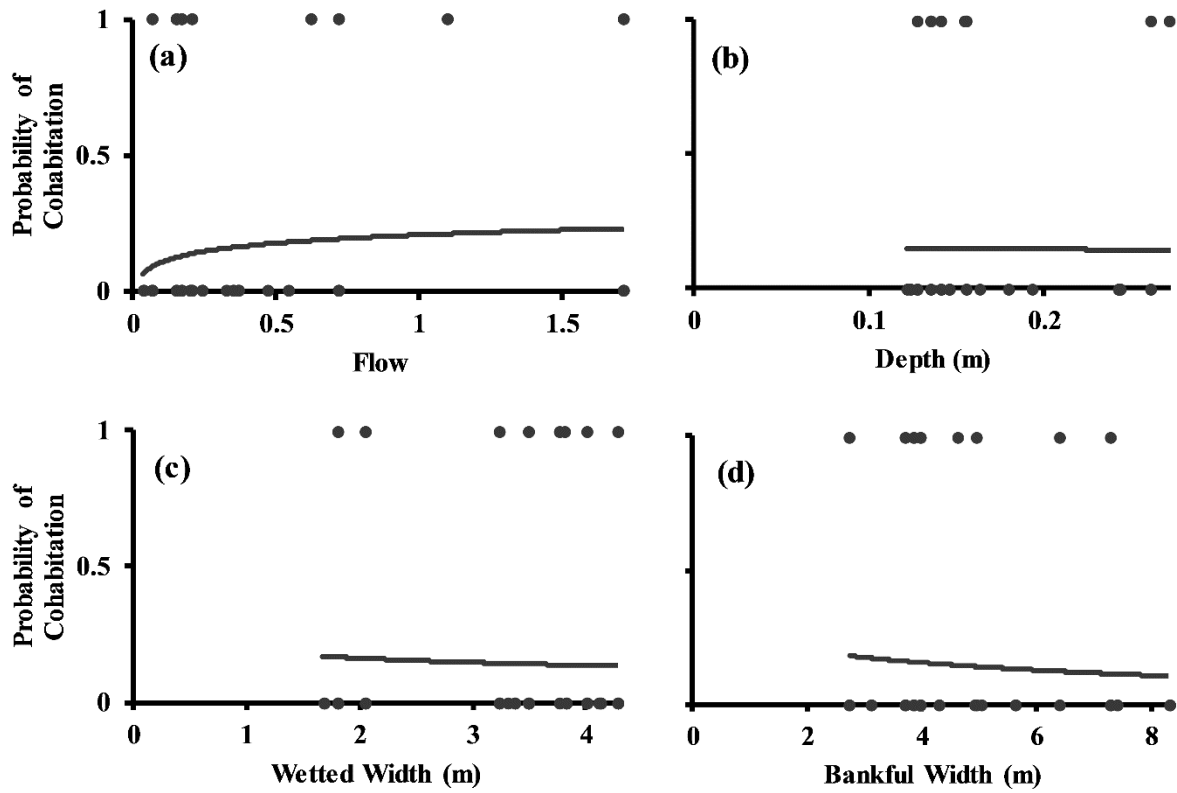 1
(a)
Probability of
Cohabitation
0.5
0
0
0.5
1
1.5
Flow
(b)
0
0.1
0.2
Depth (m)
1
(c)
Probability of
Cohabitation
0.5
0
0
1
2
3
4
Wetted Width (m)
(d)
0
2
4
6
8
Bankful Width (m)